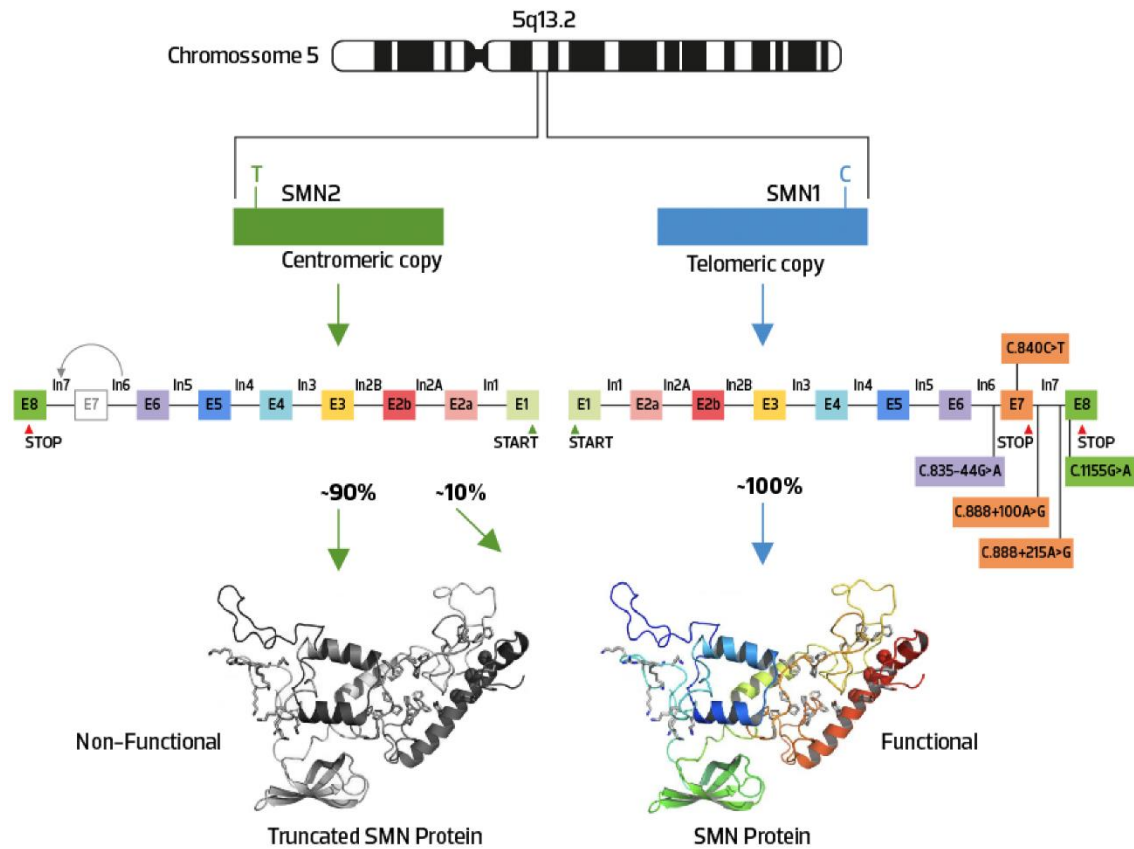 5q13.2
Chromossome 5
T
C
SMN2
SMN1
Centromeric copy
Telomeric copy
C.840C>T
In7 In6 In5 In4 In3 In2B In2A In1
In1 In2A In2B In3 In4 In5 In6 In7
E8 E7 E6 E5 E4 E3 E2b E2a E1
E1 E2a E2b E3 E4 E5 E6 E7 E8
STOP START
START STOP STOP
C.835-44G>A
C.1155G>A
C.888+100A>G
C.888+215A>G
~90% ~10%
~100%
Non-Functional
Functional
Truncated SMN Protein
SMN Protein